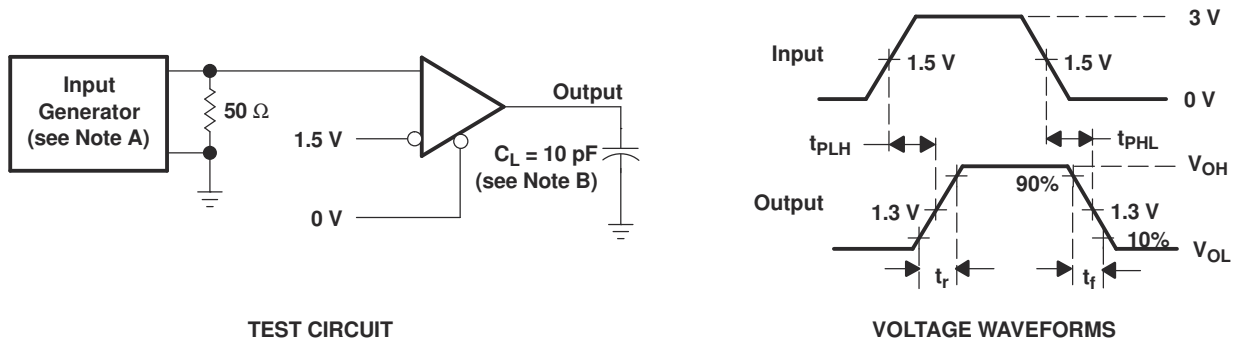 Input
Generator
(see Note A)
50 Ω
1.5 V
0 V
Output
C_L = 10 pF
(see Note B)
TEST CIRCUIT
3 V
Input
1.5 V
1.5 V
0 V
t_PLH
t_PHL
V_OH
90%
Output
1.3 V
1.3 V
10%
V_OL
t_r
t_f
VOLTAGE WAVEFORMS